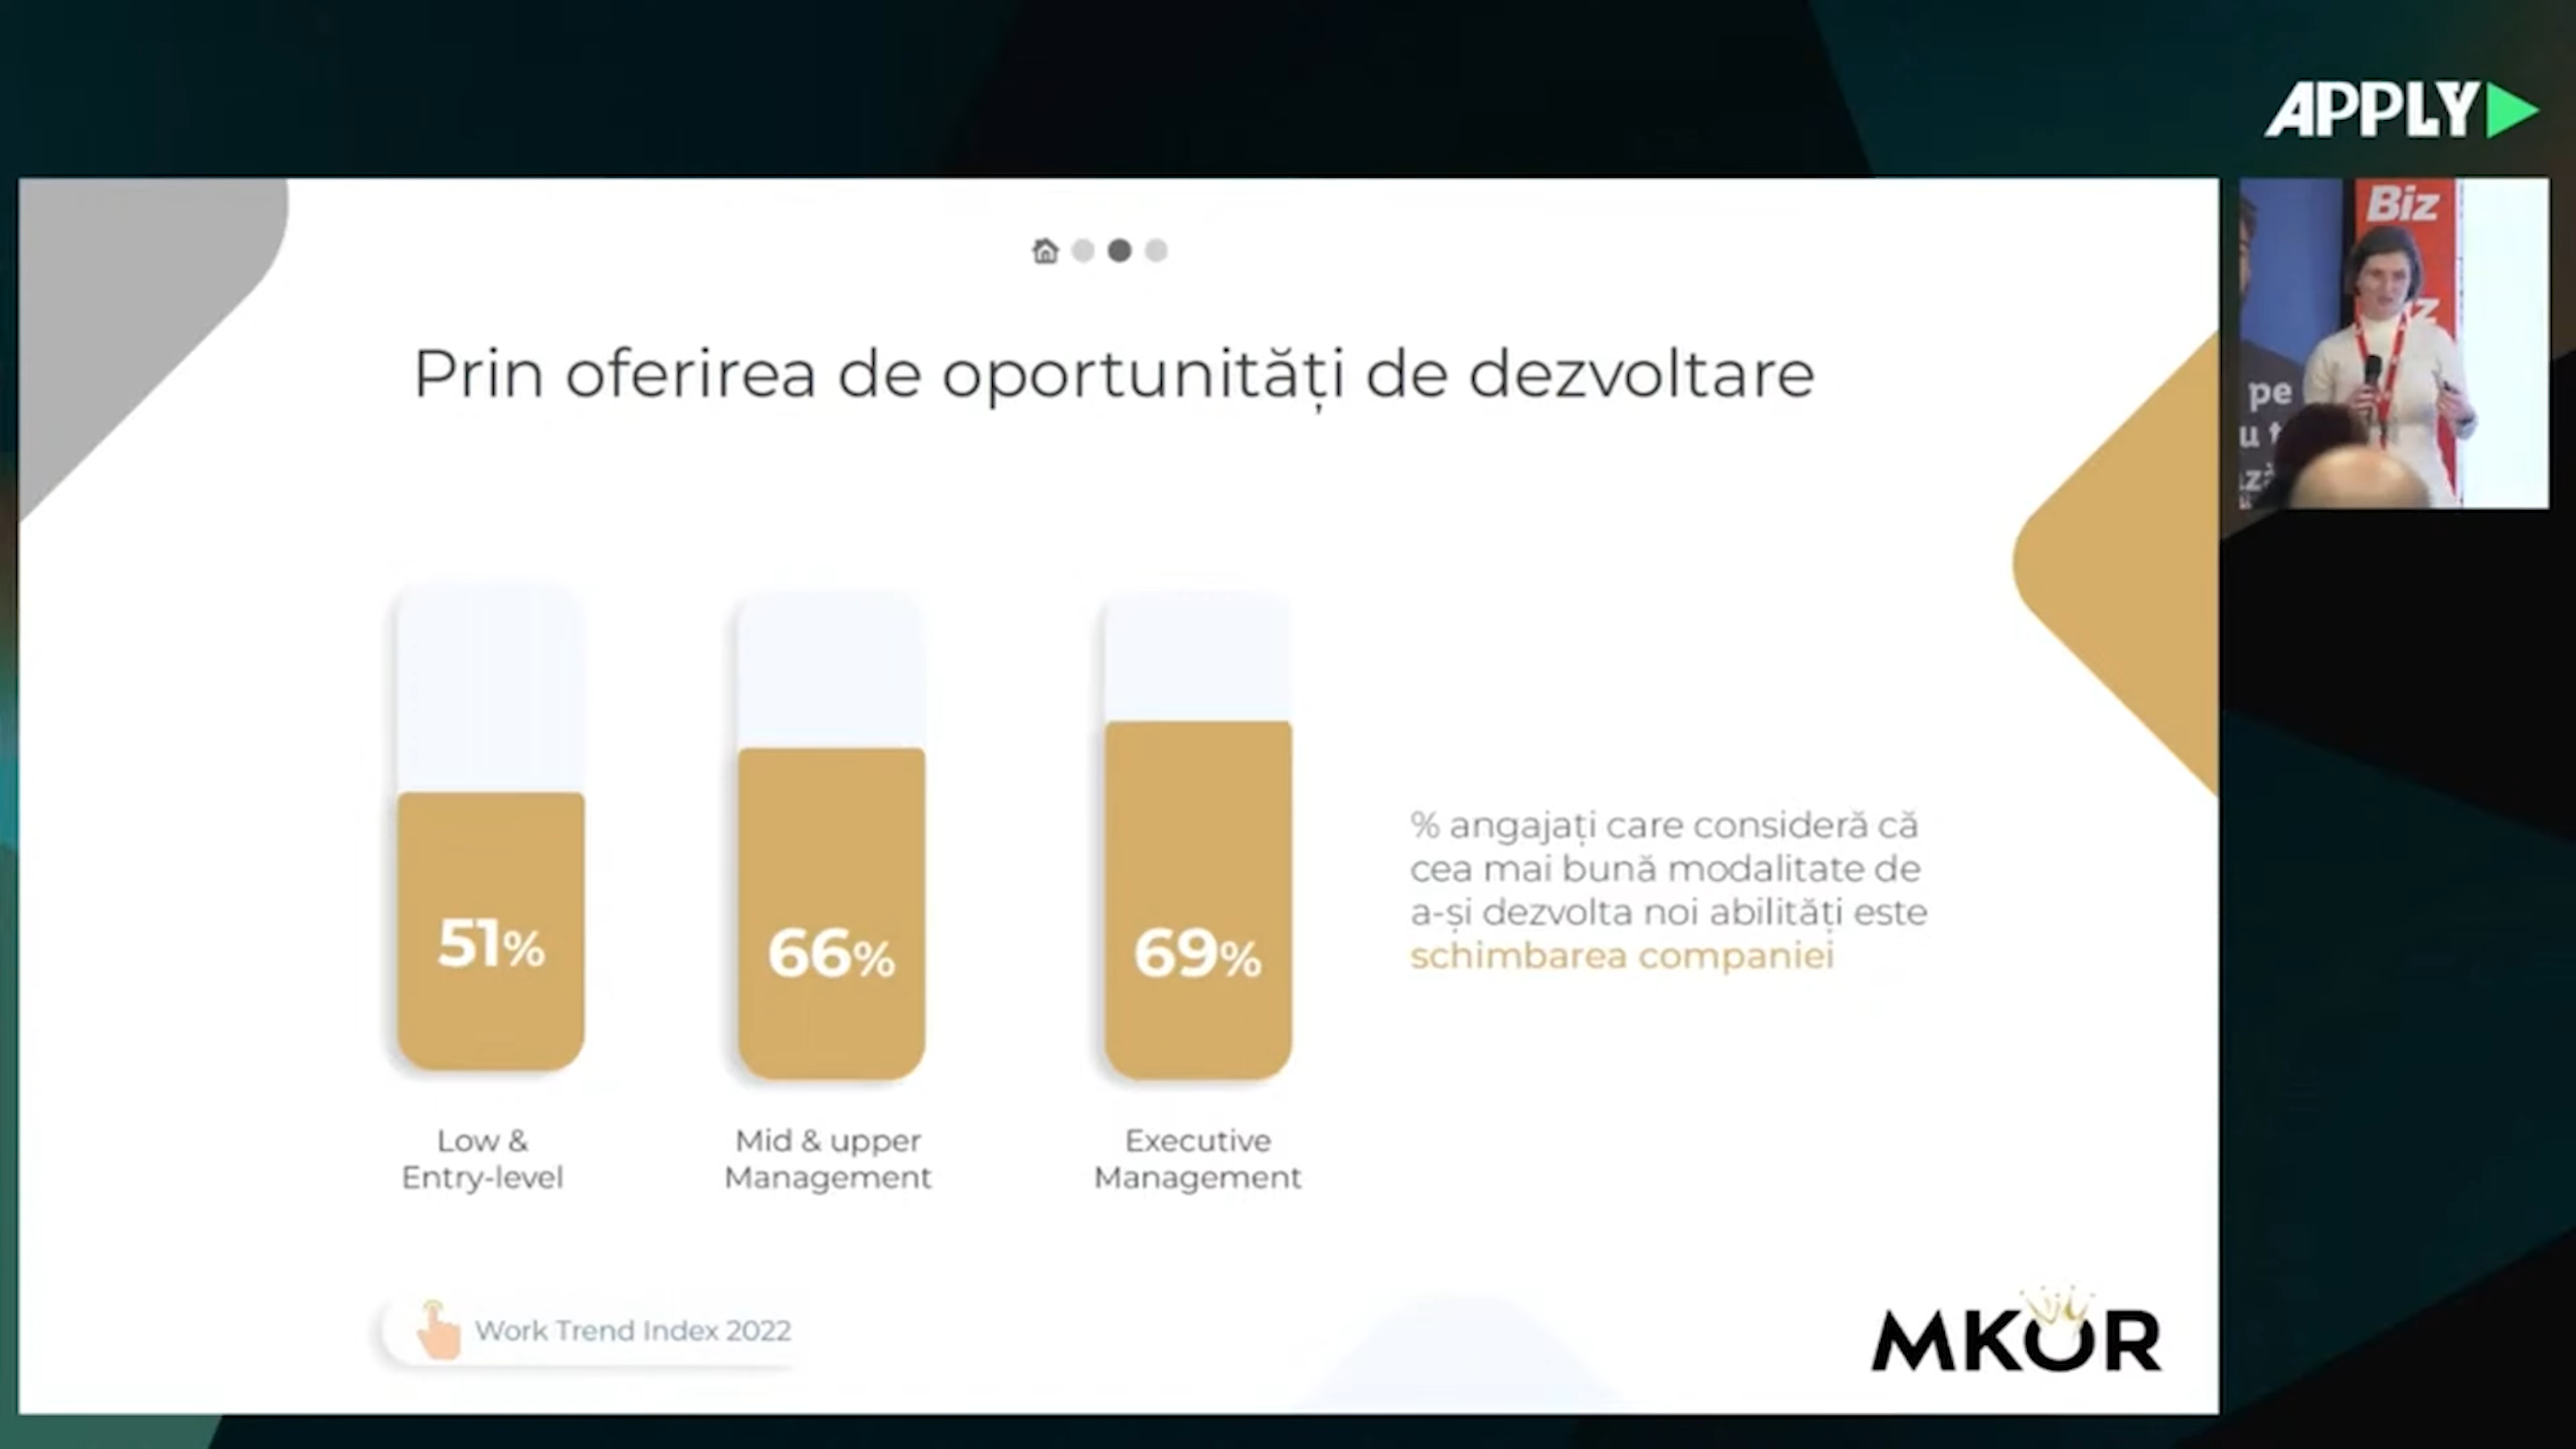 APPLY
Biz
pe
Prin oferirea de oportunități de dezvoltare
51%
66%
69%
% angajați care consideră că
cea mai bună modalitate de
a-și dezvolta noi abilități este
schimbarea companiei
Low &
Entry-level
Mid & upper
Management
Executive
Management
Work Trend Index 2022
MKOR